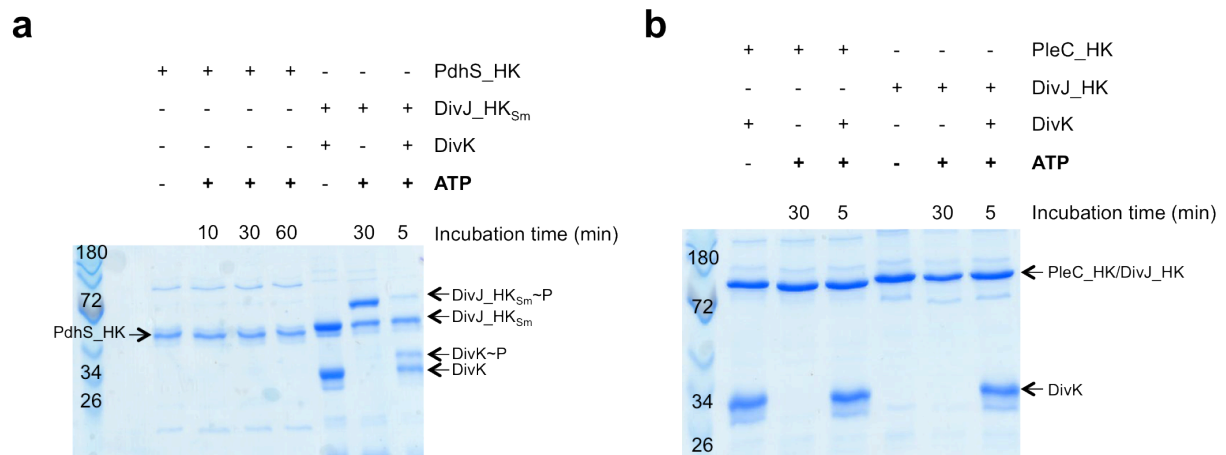 a
+ + + + - - - PdhS_HK
- - - - + + + DivJ_HKSm
- - - - + - + DivK
- + + + - + + ATP
10 30 60 30 5 Incubation time (min)
180
72
34
26
PdhS_HK
DivJ_HKSm~P
DivJ_HKSm
DivK~P
DivK
b
+ + + - - - PleC_HK
- - - + + + DivJ_HK
+ - + - - + DivK
- + + - + + ATP
30 5 30 5 Incubation time (min)
180
72
34
26
PleC_HK/DivJ_HK
DivK